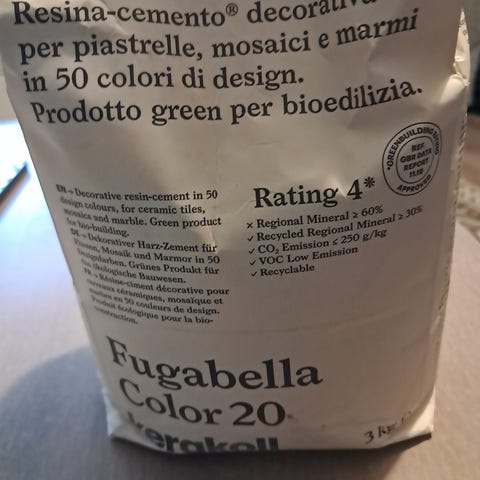 Resina-cemento® decorativa
per piastrelle, mosaici e marmi
in 50 colori di design.
Prodotto green per bioedilizia.
EN → Decorative resin-cement in 50
design colours, for ceramic tiles,
mosaics and marble. Green product
for bio-building.
DE → Dekorativer Harz-Zement für
Fliesen, Mosaik und Marmor in 50
Designfarben. Grünes Produkt für
das ökologische Bauwesen.
FR → Résine-ciment décorative pour
carreaux céramiques, mosaïque et
marbre en 50 couleurs de design.
Produit écologique pour la bio-
construction.
Rating 4*
× Regional Mineral ≥ 60%
✓ Recycled Regional Mineral ≥ 30%
✓ CO₂ Emission ≤ 250 g/kg
✓ VOC Low Emission
✓ Recyclable
*GREENBUILDING RATING
REF.
GBR DATA
REPORT
11.19
APPROVED
Fugabella
Color 20
kerakoll
3 kg